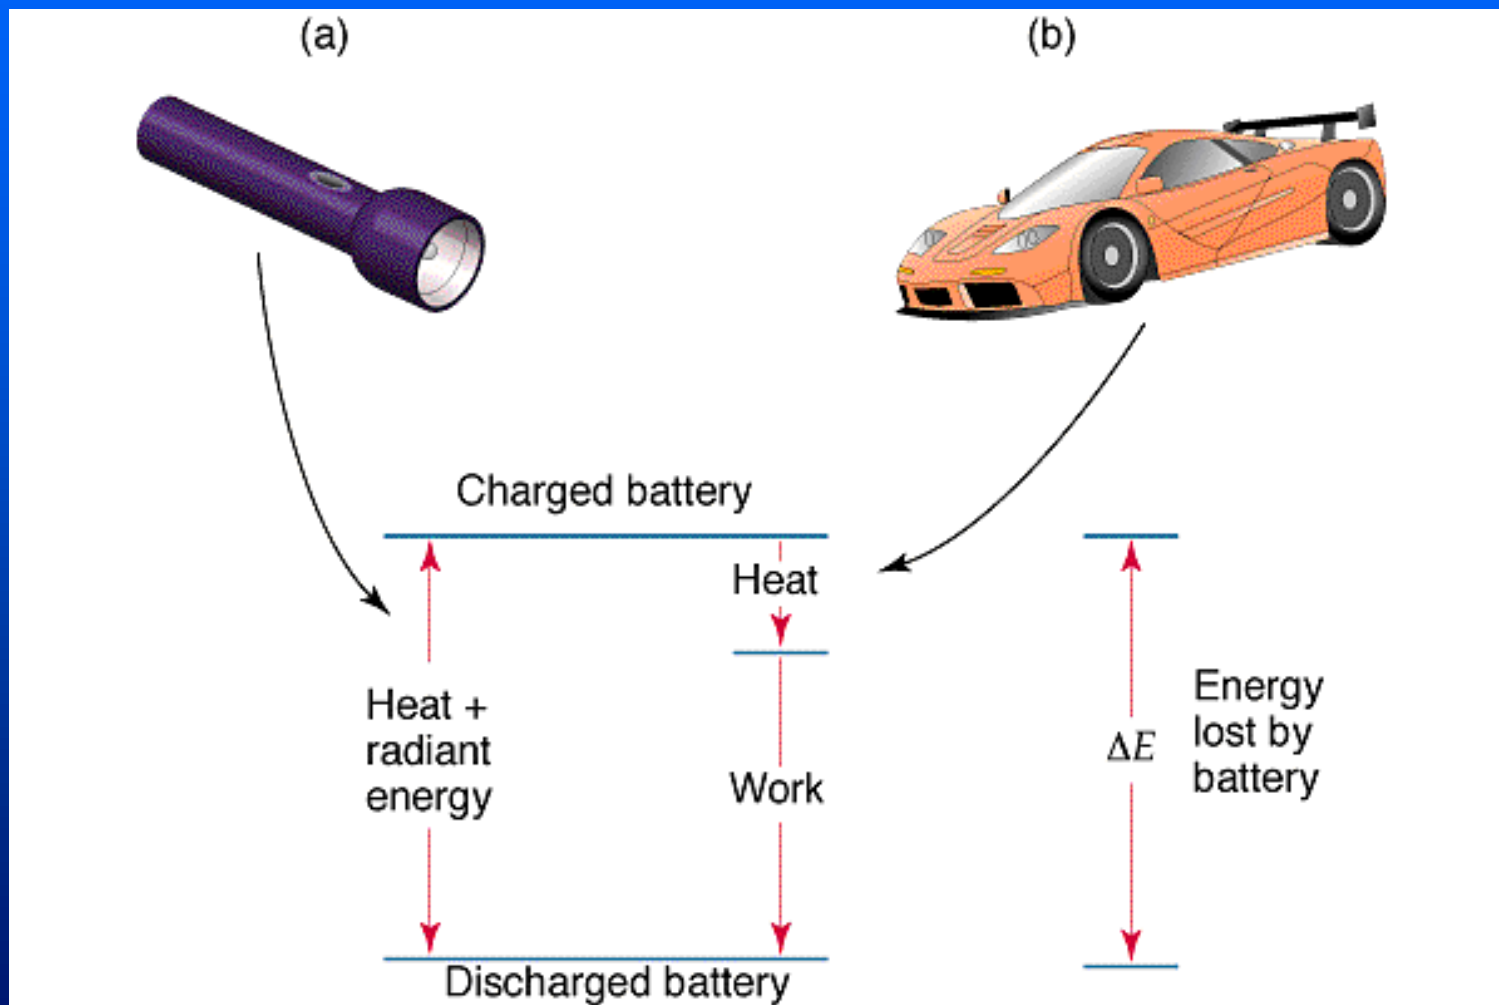 (a)
(b)
Charged battery
Heat
Heat +
radiant
energy
Work
ΔE
Energy
lost by
battery
Discharged battery